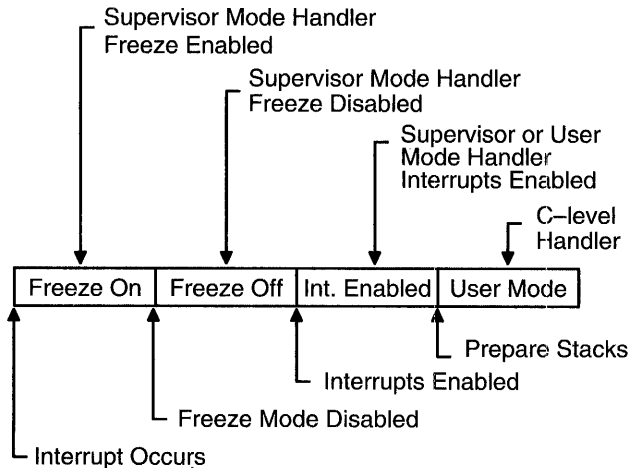 Supervisor Mode Handler
Freeze Enabled
Supervisor Mode Handler
Freeze Disabled
Supervisor or User
Mode Handler
Interrupts Enabled
C–level
Handler
Freeze On
Freeze Off
Int. Enabled
User Mode
Prepare Stacks
Interrupts Enabled
Freeze Mode Disabled
Interrupt Occurs